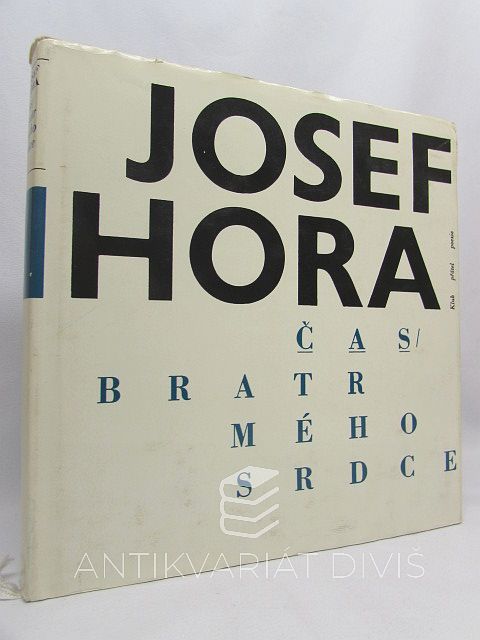 JOSEF
HORA
Klub přátel poezie
ČAS/
BRATR
MÉHO
SRDCE
ANTIKVARIÁT DIVIŠ